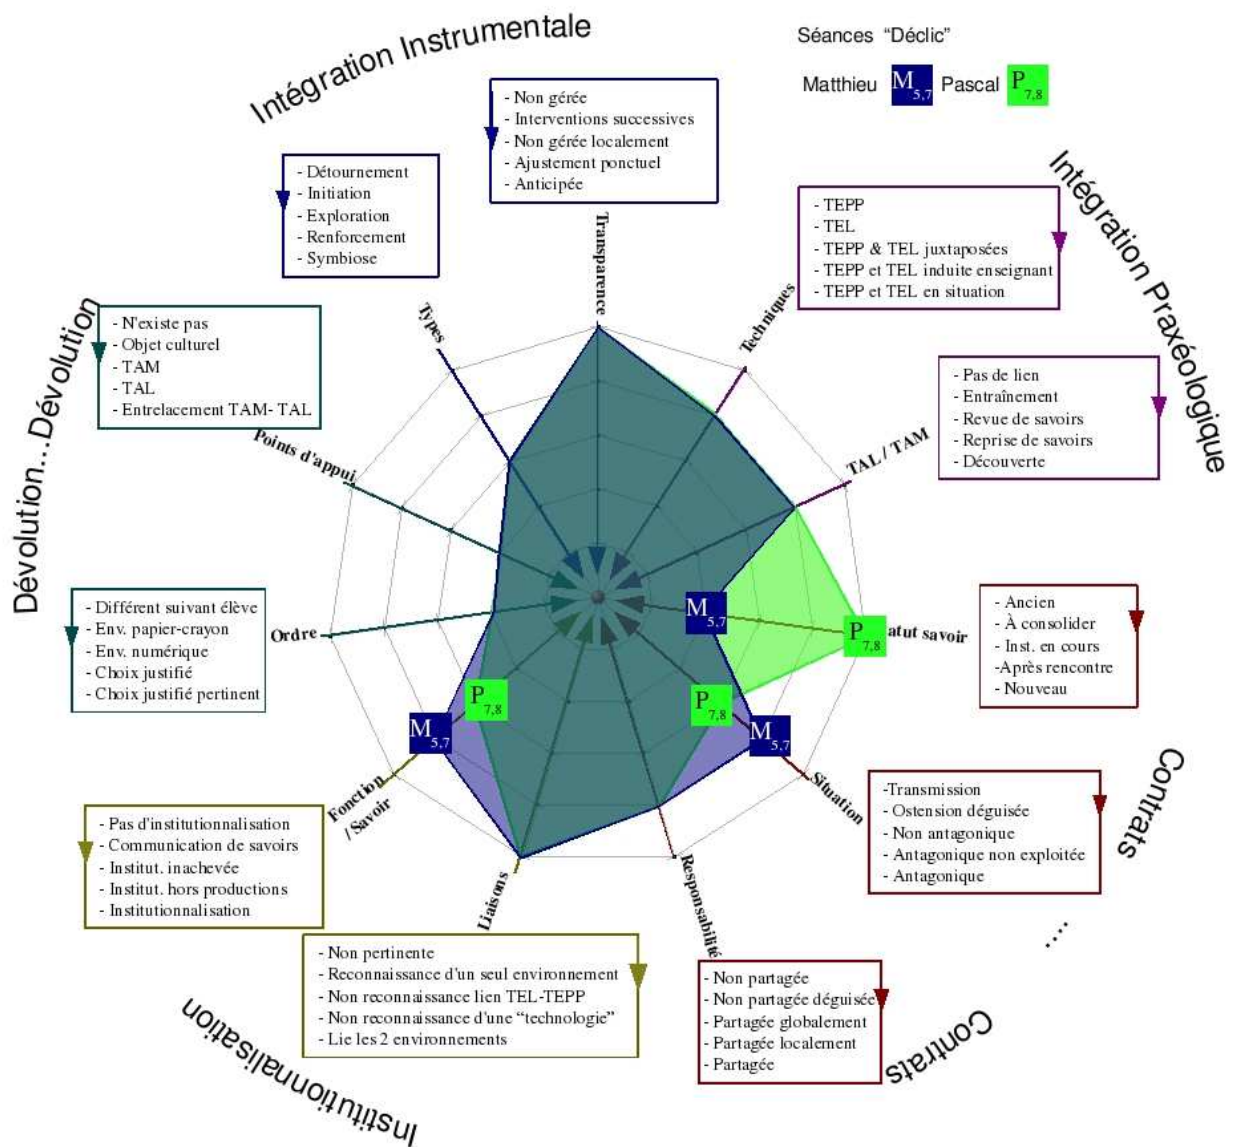 Séances “Déclic”
Matthieu M 5,7 Pascal P 7,8
Intégration Instrumentale
- Non gérée
- Interventions successives
- Non gérée localement
- Ajustement ponctuel
- Anticipée
Transparence
- Détournement
- Initiation
- Exploration
- Renforcement
- Symbiose
Types
Intégration Praxéologique
- TEPP
- TEL
- TEPP & TEL juxtaposées
- TEPP et TEL induite enseignant
- TEPP et TEL en situation
Techniques
- Pas de lien
- Entraînement
- Revue de savoirs
- Reprise de savoirs
- Découverte
TAL / TAM
Dévolution...Dévolution
- N'existe pas
- Objet culturel
- TAM
- TAL
- Entrelacement TAM- TAL
Points d'appui
- Différent suivant élève
- Env. papier-crayon
- Env. numérique
- Choix justifié
- Choix justifié pertinent
Ordre
M 5,7
P 7,8
atut savoir
- Ancien
- À consolider
- Inst. en cours
-Après rencontre
- Nouveau
P 7,8
M 5,7
P 7,8
M 5,7
Situation
-Transmission
- Ostension déguisée
- Non antagonique
- Antagonique non exploitée
- Antagonique
Contrats
....
Contrats
Fonction
/ Savoir
- Pas d'institutionnalisation
- Communication de savoirs
- Institut. inachevée
- Institut. hors productions
- Institutionnalisation
Liaisons
- Non pertinente
- Reconnaissance d'un seul environnement
- Non reconnaissance lien TEL-TEPP
- Non reconnaissance d'une “technologie”
- Lie les 2 environnements
Responsabilité
- Non partagée
- Non partagée déguisée
- Partagée globalement
- Partagée localement
- Partagée
Institutionnalisation